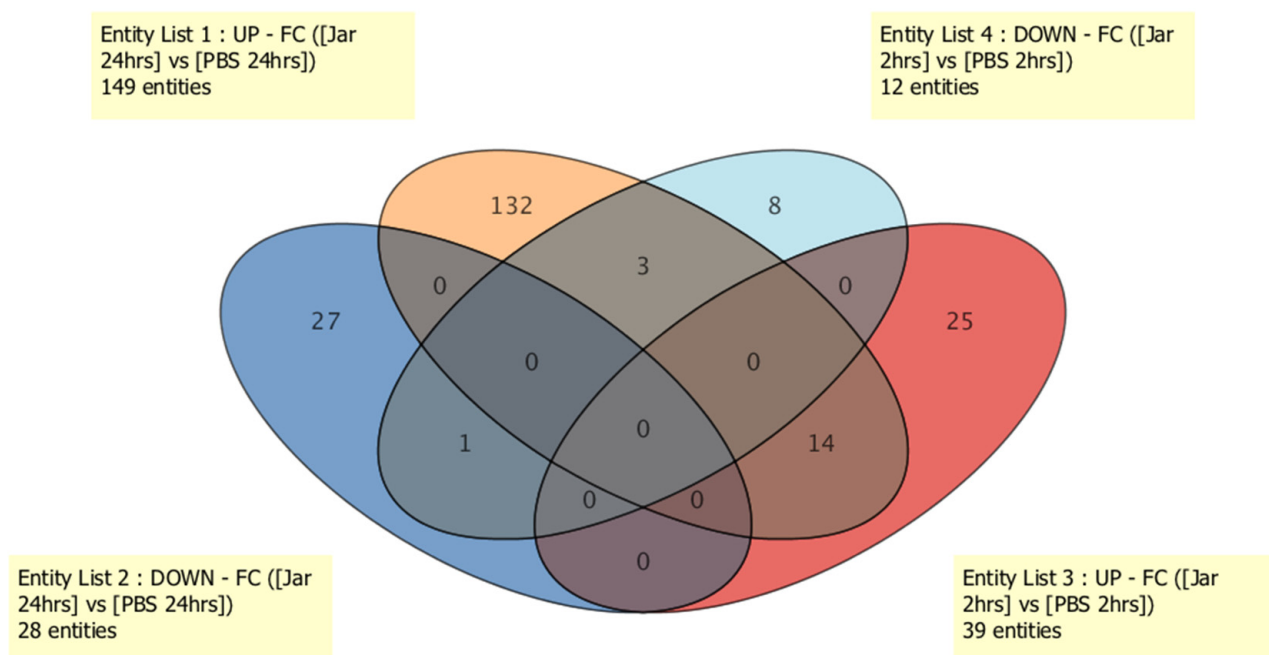 Entity List 1 : UP - FC ([Jar
24hrs] vs [PBS 24hrs])
149 entities
Entity List 4 : DOWN - FC ([Jar
2hrs] vs [PBS 2hrs])
12 entities
132
8
3
0
0
27
25
0
0
0
1
14
0
0
0
Entity List 2 : DOWN - FC ([Jar
24hrs] vs [PBS 24hrs])
28 entities
Entity List 3 : UP - FC ([Jar
2hrs] vs [PBS 2hrs])
39 entities